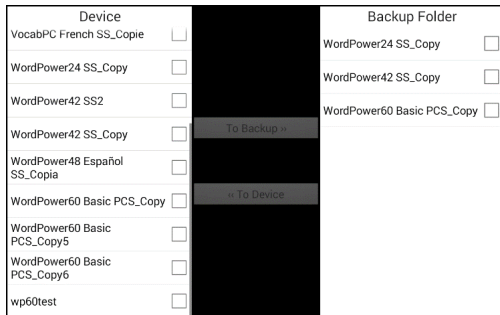 Device
VocabPC French SS_Copie
WordPower24 SS_Copy
WordPower42 SS2
WordPower42 SS_Copy
WordPower48 Español
SS_Copia
WordPower60 Basic PCS_Copy
WordPower60 Basic
PCS_Copy5
WordPower60 Basic
PCS_Copy6
wp60test
To Backup »
« To Device
Backup Folder
WordPower24 SS_Copy
WordPower42 SS_Copy
WordPower60 Basic PCS_Copy